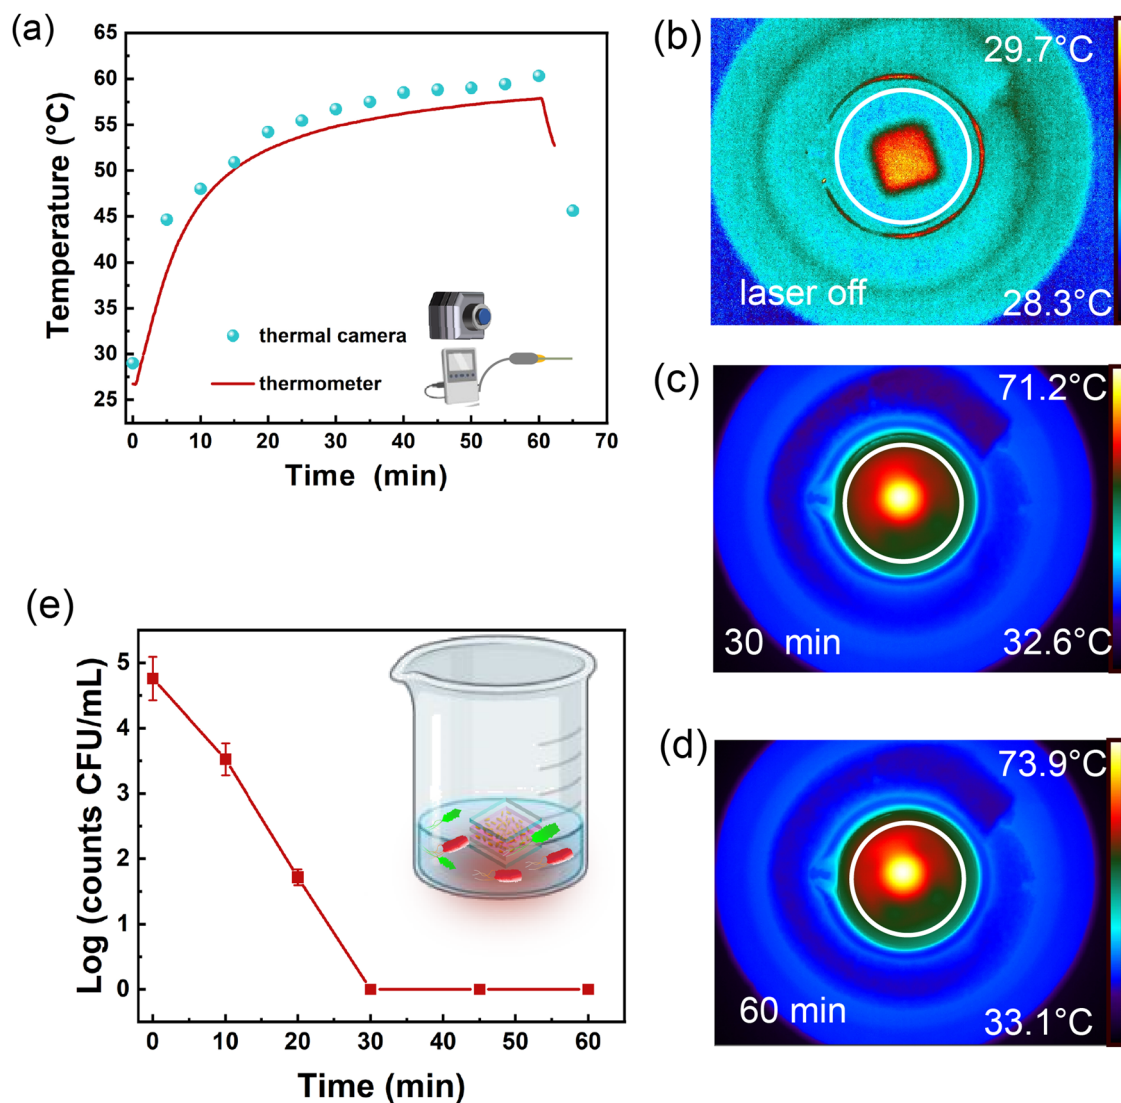 (a)
65
60
55
50
45
40
35
30
25
Temperature (°C)
thermal camera
thermometer
0 10 20 30 40 50 60 70
Time (min)
(b)
29.7°C
laser off
28.3°C
(c)
71.2°C
30 min
32.6°C
(d)
73.9°C
60 min
33.1°C
(e)
5
4
3
2
1
0
Log (counts CFU/mL)
0 10 20 30 40 50 60
Time (min)